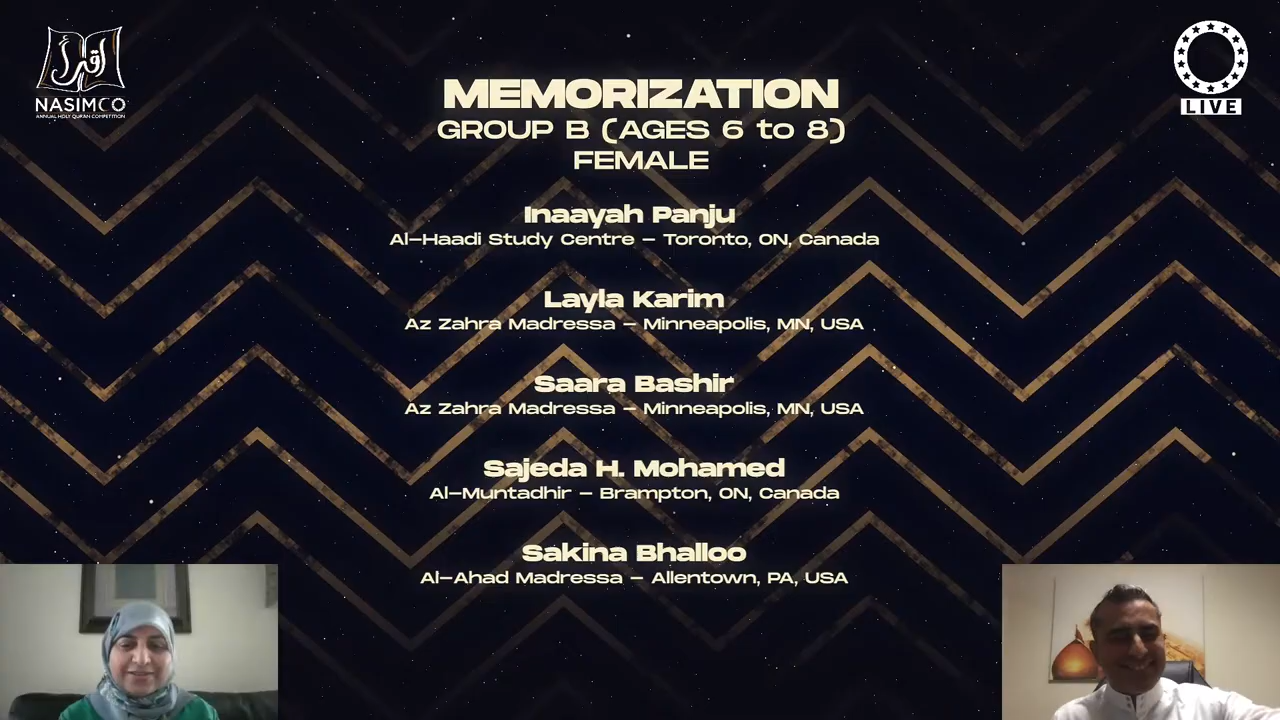 اقرأ
NASIMCO
ANNUAL HOLY QURAN COMPETITION
LIVE
MEMORIZATION
GROUP B (AGES 6 to 8)
FEMALE
Inaayah Panju
Al-Haadi Study Centre - Toronto, ON, Canada
Layla Karim
Az Zahra Madressa - Minneapolis, MN, USA
Saara Bashir
Az Zahra Madressa - Minneapolis, MN, USA
Sajeda H. Mohamed
Al-Muntadhir - Brampton, ON, Canada
Sakina Bhalloo
Al-Ahad Madressa - Allentown, PA, USA